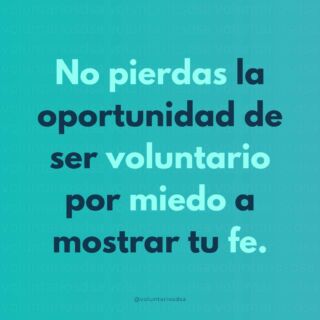 No pierdas la
oportunidad de
ser voluntario
por miedo a
mostrar tu fe.
@voluntariosdsa